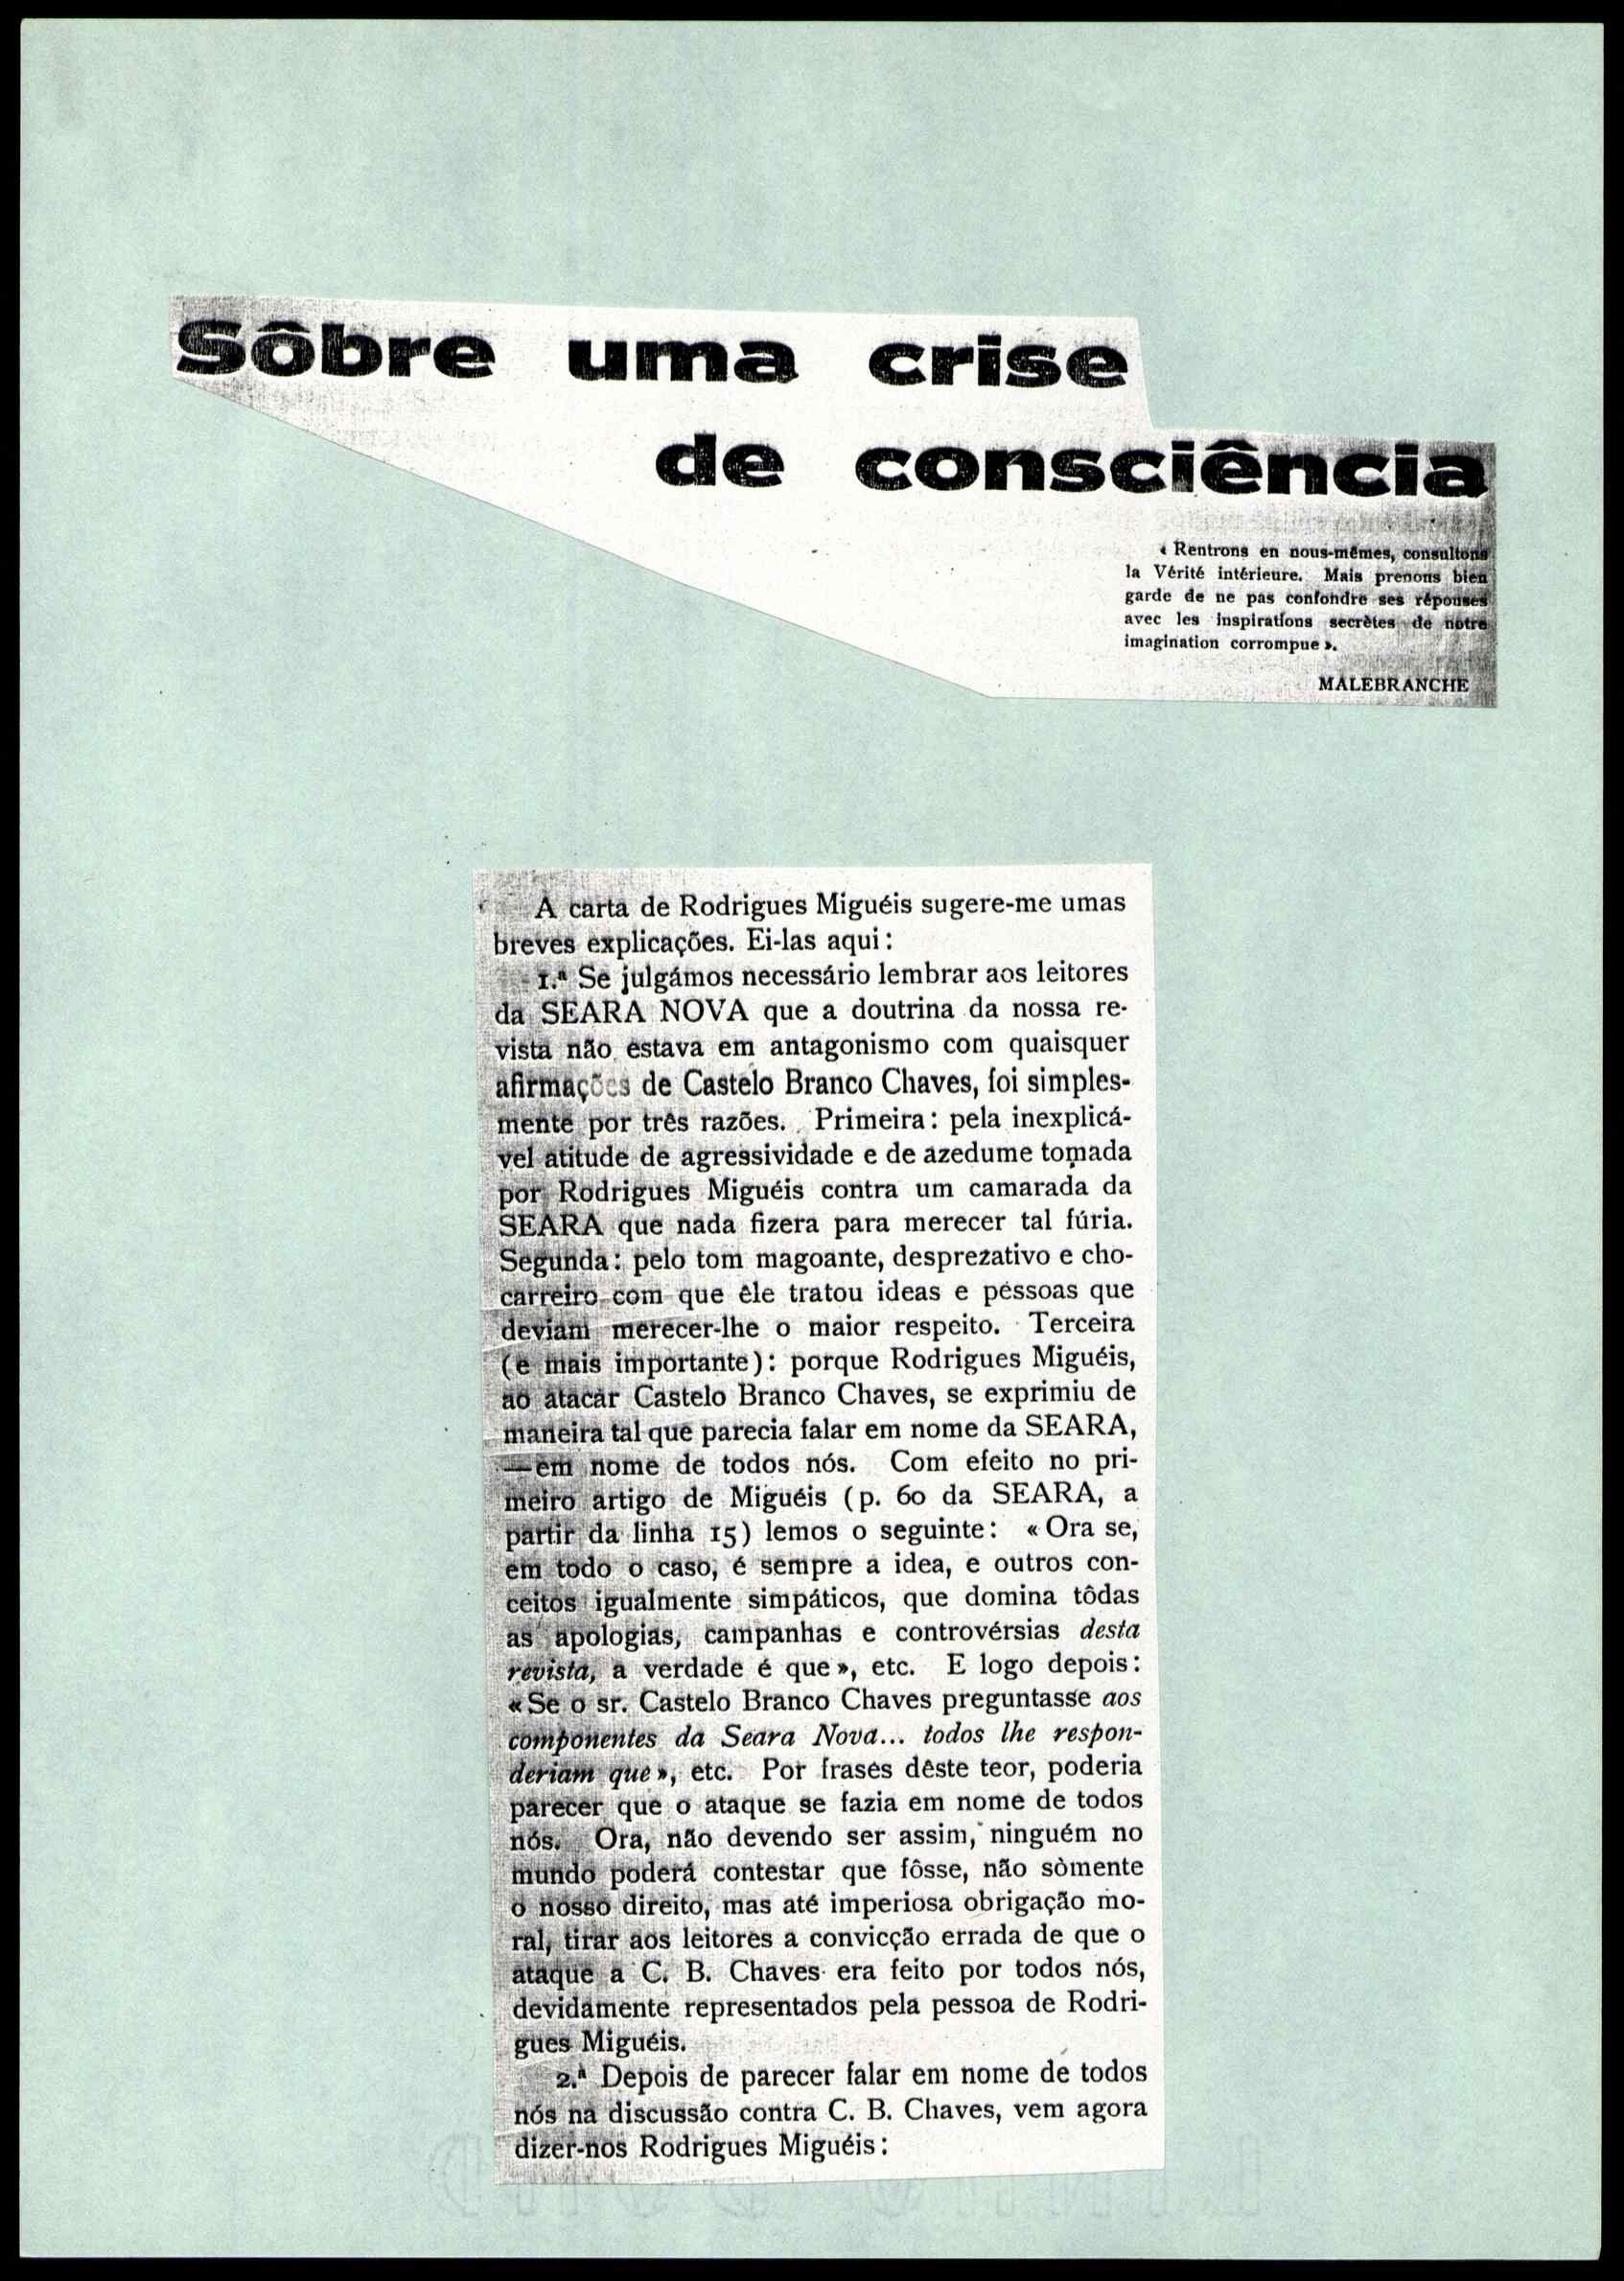 Sôbre uma crise
de consciência
« Rentrons en nous-mêmes, consultons
la Vérité intérieure. Mais prenons bien
garde de ne pas confondre ses réponses
avec les inspirations secrètes de notre
imagination corrompue ».
MALEBRANCHE
A carta de Rodrigues Miguéis sugere-me umas
breves explicações. Ei-las aqui:
1.ª Se julgámos necessário lembrar aos leitores
da SEARA NOVA que a doutrina da nossa re-
vista não estava em antagonismo com quaisquer
afirmações de Castelo Branco Chaves, foi simples-
mente por três razões. Primeira: pela inexplicá-
vel atitude de agressividade e de azedume tomada
por Rodrigues Miguéis contra um camarada da
SEARA que nada fizera para merecer tal fúria.
Segunda: pelo tom magoante, desprezativo e cho-
carreiro com que êle tratou ideas e pessoas que
deviam merecer-lhe o maior respeito. Terceira
(e mais importante): porque Rodrigues Miguéis,
ao atacar Castelo Branco Chaves, se exprimiu de
maneira tal que parecia falar em nome da SEARA,
—em nome de todos nós. Com efeito no pri-
meiro artigo de Miguéis (p. 60 da SEARA, a
partir da linha 15) lemos o seguinte: «Ora se,
em todo o caso, é sempre a idea, e outros con-
ceitos igualmente simpáticos, que domina tôdas
as apologias, campanhas e controvérsias desta
revista, a verdade é que», etc. E logo depois:
«Se o sr. Castelo Branco Chaves preguntasse aos
componentes da Seara Nova... todos lhe respon-
deriam que», etc. Por frases dêste teor, poderia
parecer que o ataque se fazia em nome de todos
nós. Ora, não devendo ser assim, ninguém no
mundo poderá contestar que fôsse, não sòmente
o nosso direito, mas até imperiosa obrigação mo-
ral, tirar aos leitores a convicção errada de que o
ataque a C. B. Chaves era feito por todos nós,
devidamente representados pela pessoa de Rodri-
gues Miguéis.
2.ª Depois de parecer falar em nome de todos
nós na discussão contra C. B. Chaves, vem agora
dizer-nos Rodrigues Miguéis: